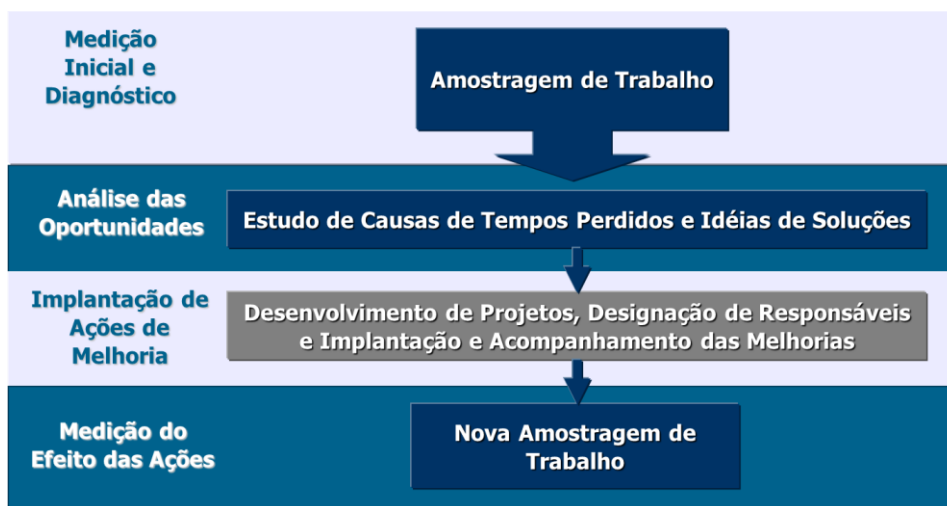 Medição
Inicial e
Diagnóstico
Amostragem de Trabalho
Análise das
Oportunidades
Estudo de Causas de Tempos Perdidos e Idéias de Soluções
Implantação de
Ações de
Melhoria
Desenvolvimento de Projetos, Designação de Responsáveis
e Implantação e Acompanhamento das Melhorias
Medição do
Efeito das Ações
Nova Amostragem de
Trabalho